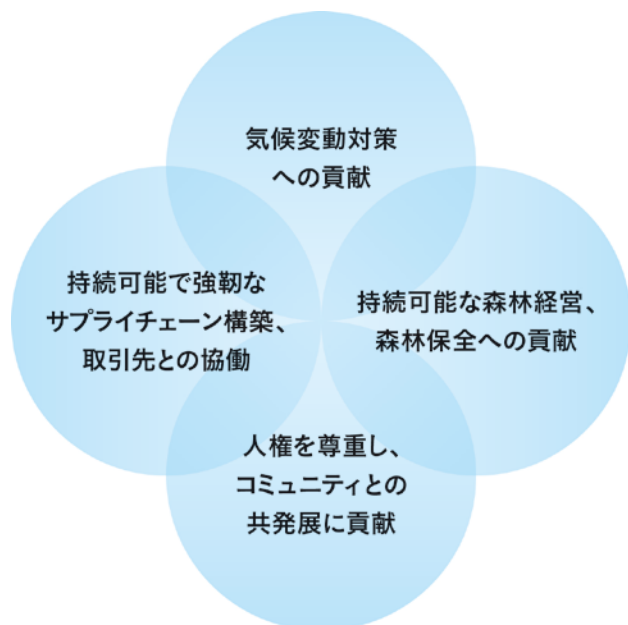 気候変動対策
への貢献
持続可能で強靭な
サプライチェーン構築、
取引先との協働
持続可能な森林経営、
森林保全への貢献
人権を尊重し、
コミュニティとの
共発展に貢献